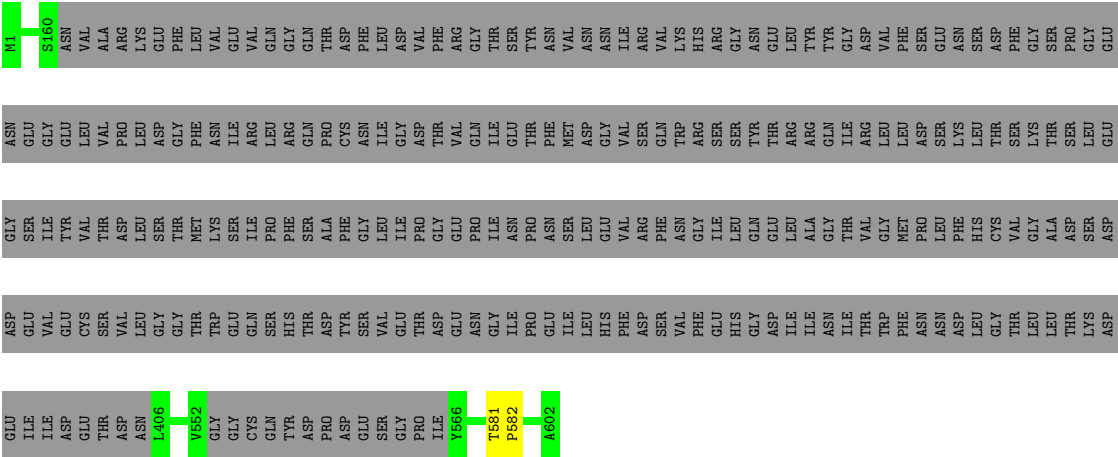 M1 S160 ASN VAL ALA ARG LYS GLU PHE LEU VAL GLU VAL GLN GLY GLN THR ASP PHE LEU ASP VAL PHE ARG GLY THR SER TYR ASN VAL ASN ASN ILE ARG VAL LYS HIS ARG GLY ASN GLU LEU TYR TYR GLY ASP VAL PHE SER GLU ASN SER ASP PHE GLY SER PRO GLY GLU
ASN GLU GLY GLU LEU VAL PRO LEU ASP GLY PHE ASN ILE ARG LEU ARG GLN PRO CYS ASN ILE GLY ASP THR VAL GLN ILE GLU THR PHE MET ASP GLY VAL SER GLN TRP ARG SER SER TYR THR ARG ARG GLN ILE ARG LEU LEU ASP SER LYS LEU THR SER LYS THR SER LEU GLU
GLY SER ILE TYR VAL THR ASP LEU SER THR MET LYS SER ILE PRO PHE SER ALA PHE GLY LEU ILE PRO GLY GLU PRO ILE ASN PRO ASN SER LEU GLU VAL ARG PHE ASN GLY ILE LEU GLN GLU LEU ALA GLY THR VAL GLY MET PRO LEU PHE HIS CYS VAL GLY ALA ASP SER ASP
ASP GLU VAL GLU CYS SER VAL LEU GLY GLY THR TRP GLU GLN SER HIS THR ASP TYR SER VAL GLU THR ASP GLU ASN GLY ILE PRO GLU ILE LEU HIS PHE ASP SER VAL PHE GLU HIS GLY ASP ILE ILE ASN ILE THR TRP PHE ASN ASN ASP LEU GLY THR LEU LEU THR LYS ASP
GLU ILE ILE ASP GLU THR ASP ASN L406 V552 GLY GLY CYS GLN TYR ASP PRO ASP GLU SER GLY PRO ILE Y566 T581 P582 A602